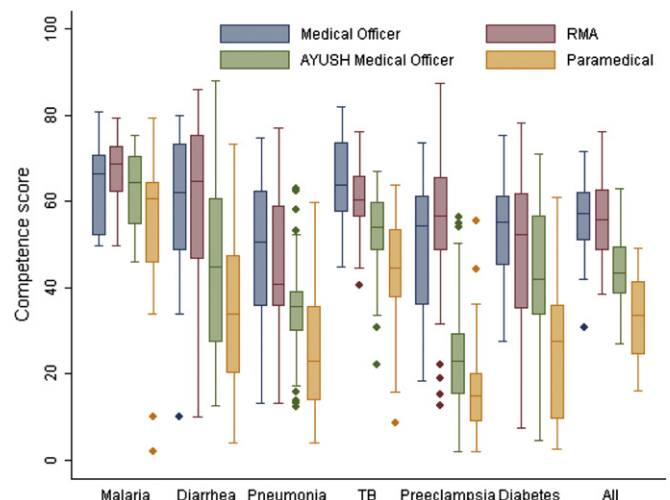 100
80
60
40
20
0
Competence score
Medical Officer
RMA
AYUSH Medical Officer
Paramedical
Malaria Diarrhea Pneumonia TB Preeclampsia Diabetes All